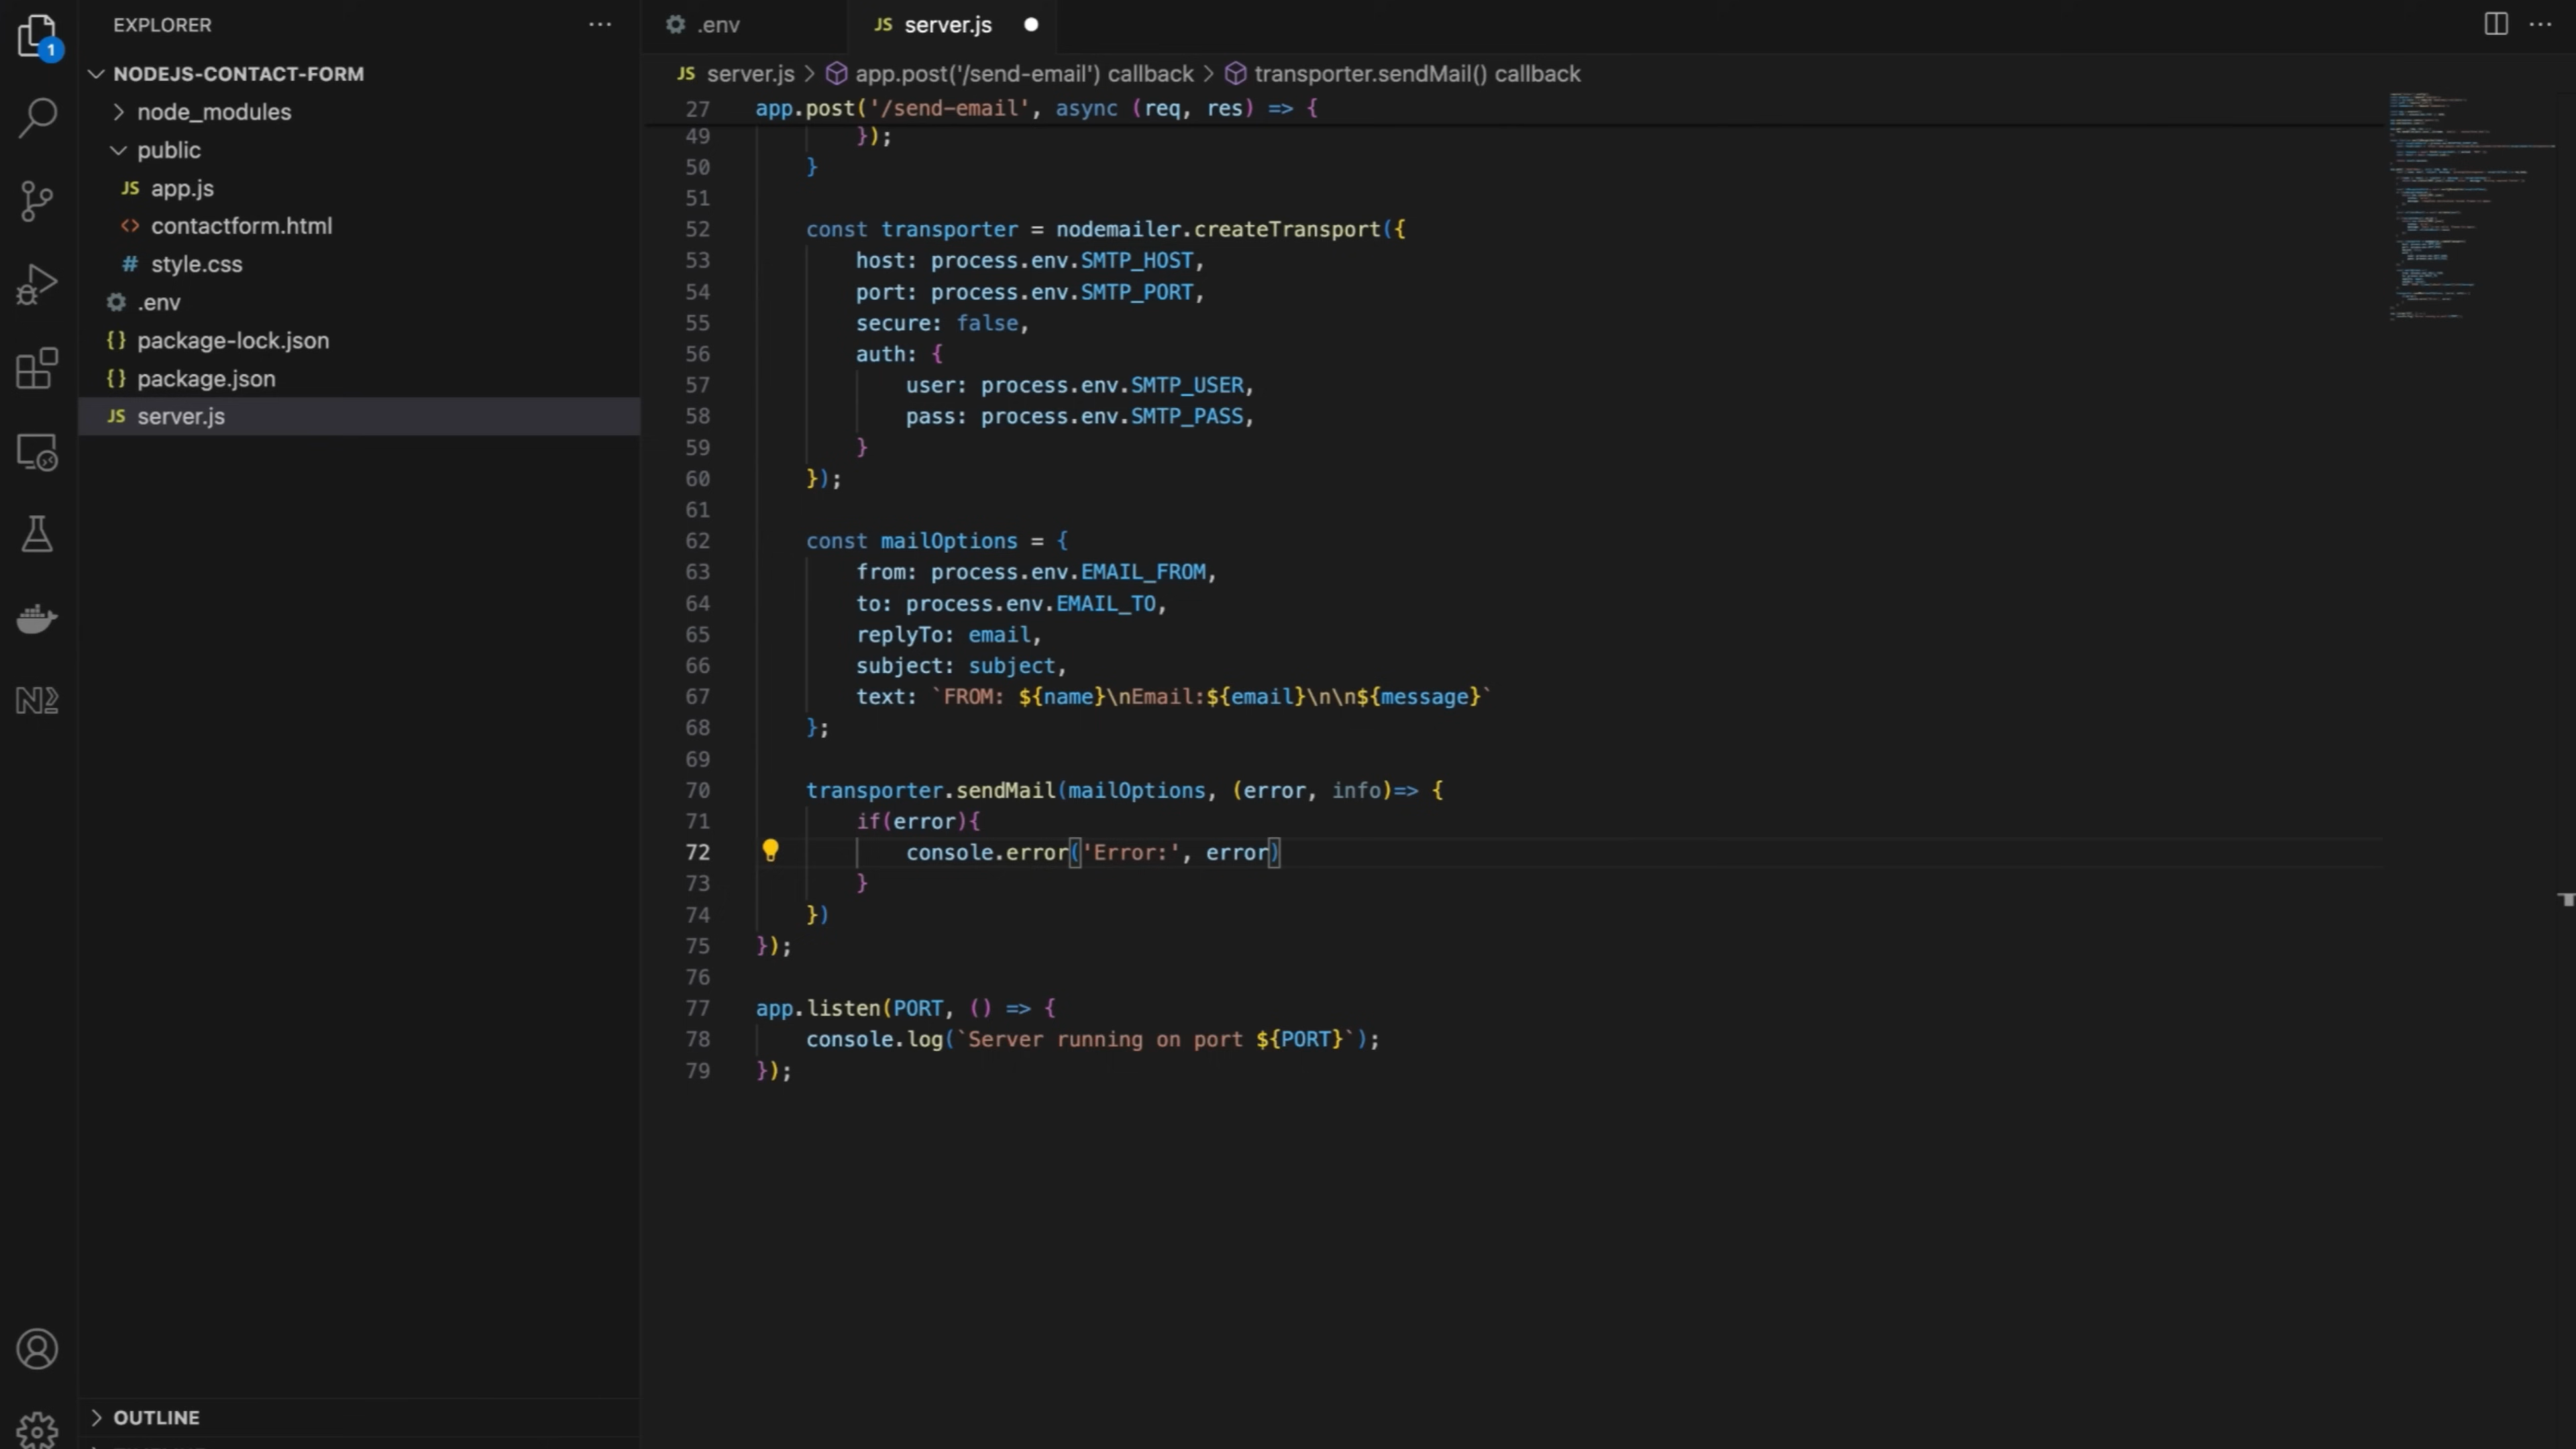 EXPLORER
NODEJS-CONTACT-FORM
node_modules
public
JS app.js
<> contactform.html
# style.css
.env
{} package-lock.json
{} package.json
JS server.js
OUTLINE
1
.env
JS server.js
JS server.js > app.post('/send-email') callback > transporter.sendMail() callback
27 app.post('/send-email', async (req, res) => {
49 });
50 }
51
52 const transporter = nodemailer.createTransport({
53 host: process.env.SMTP_HOST,
54 port: process.env.SMTP_PORT,
55 secure: false,
56 auth: {
57 user: process.env.SMTP_USER,
58 pass: process.env.SMTP_PASS,
59 }
60 });
61
62 const mailOptions = {
63 from: process.env.EMAIL_FROM,
64 to: process.env.EMAIL_TO,
65 replyTo: email,
66 subject: subject,
67 text: `FROM: ${name}\nEmail:${email}\n\n${message}`
68 };
69
70 transporter.sendMail(mailOptions, (error, info)=> {
71 if(error){
72 console.error('Error:', error)
73 }
74 })
75 });
76
77 app.listen(PORT, () => {
78 console.log(`Server running on port ${PORT}`);
79 });